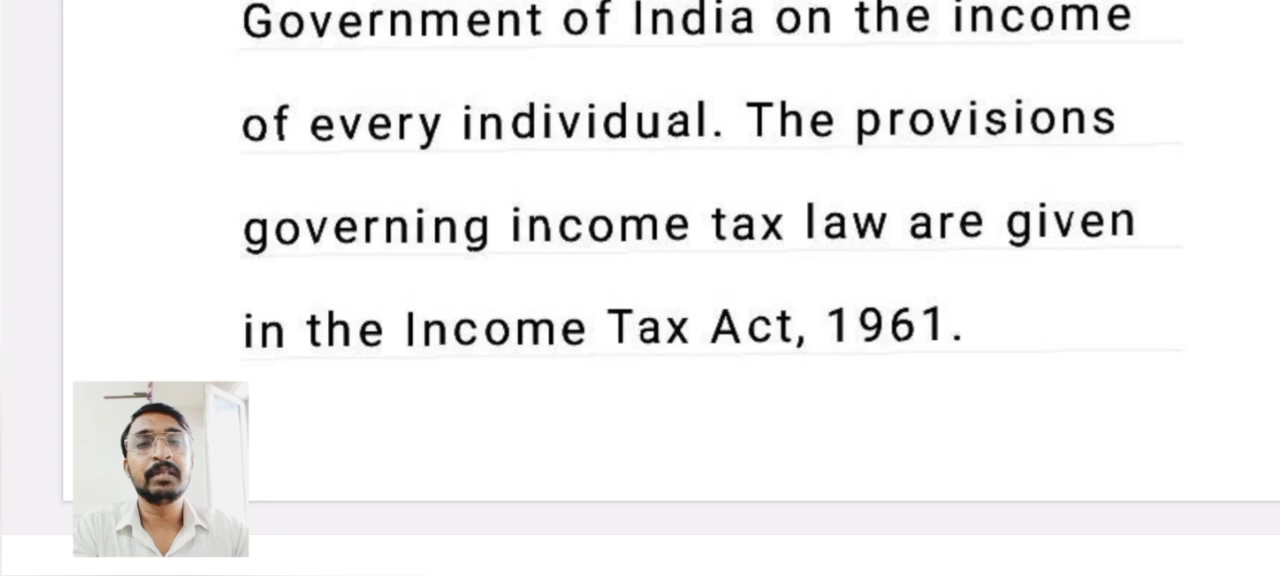 Government of India on the income
of every individual. The provisions
governing income tax law are given
in the Income Tax Act, 1961.